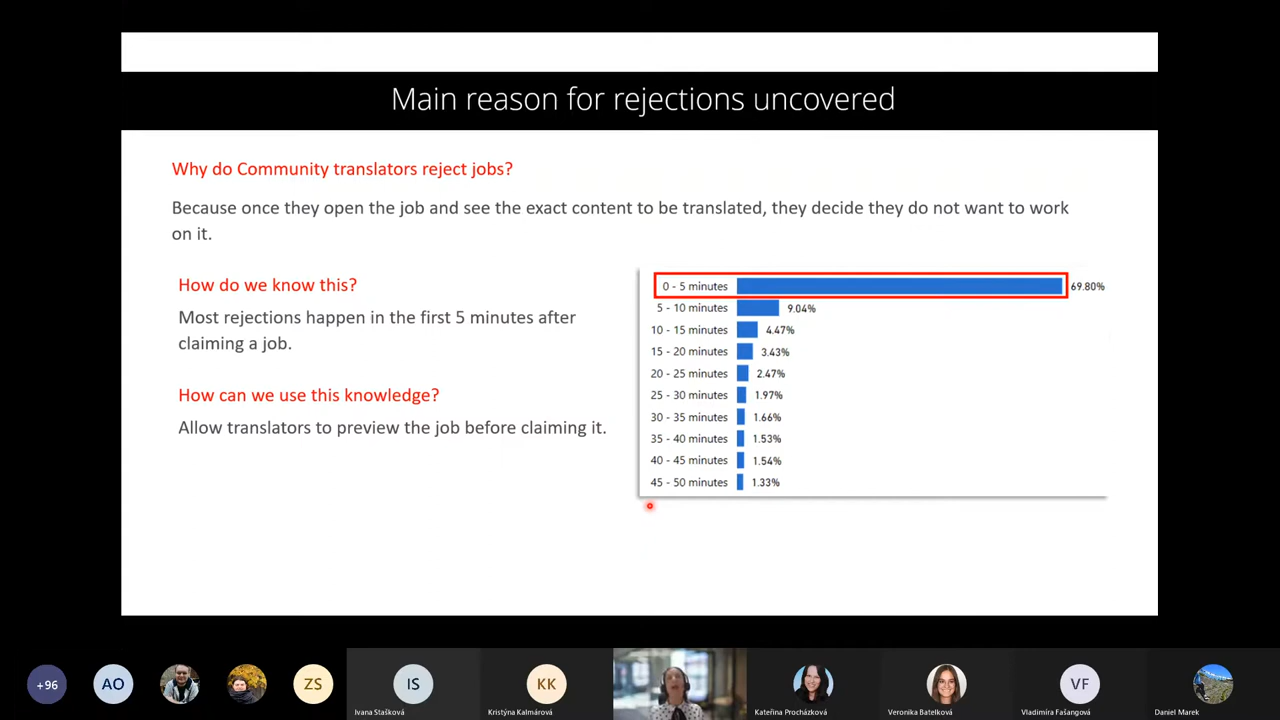 Main reason for rejections uncovered
Why do Community translators reject jobs?
Because once they open the job and see the exact content to be translated, they decide they do not want to work
on it.
How do we know this?
Most rejections happen in the first 5 minutes after
claiming a job.
How can we use this knowledge?
Allow translators to preview the job before claiming it.
0 - 5 minutes 69.80%
5 - 10 minutes 9.04%
10 - 15 minutes 4.47%
15 - 20 minutes 3.43%
20 - 25 minutes 2.47%
25 - 30 minutes 1.97%
30 - 35 minutes 1.66%
35 - 40 minutes 1.53%
40 - 45 minutes 1.54%
45 - 50 minutes 1.33%
+96 AO ZS IS KK VF
Ivana Stašková Kristýna Kalmárová Kateřina Procházková Veronika Batelková Vladimíra Fašangová Daniel Marek